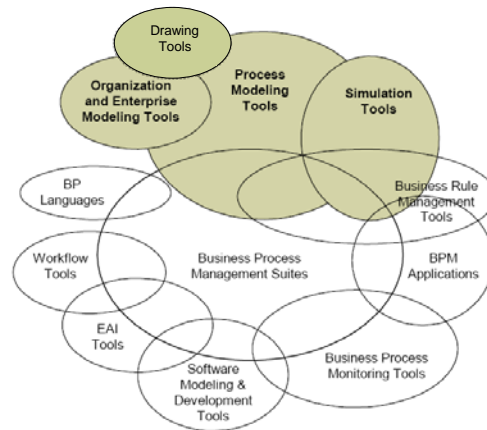 Drawing
Tools
Organization
and Enterprise
Modeling Tools
Process
Modeling
Tools
Simulation
Tools
BP
Languages
Business Rule
Management
Tools
Workflow
Tools
Business Process
Management Suites
BPM
Applications
EAI
Tools
Software
Modeling &
Development
Tools
Business Process
Monitoring Tools